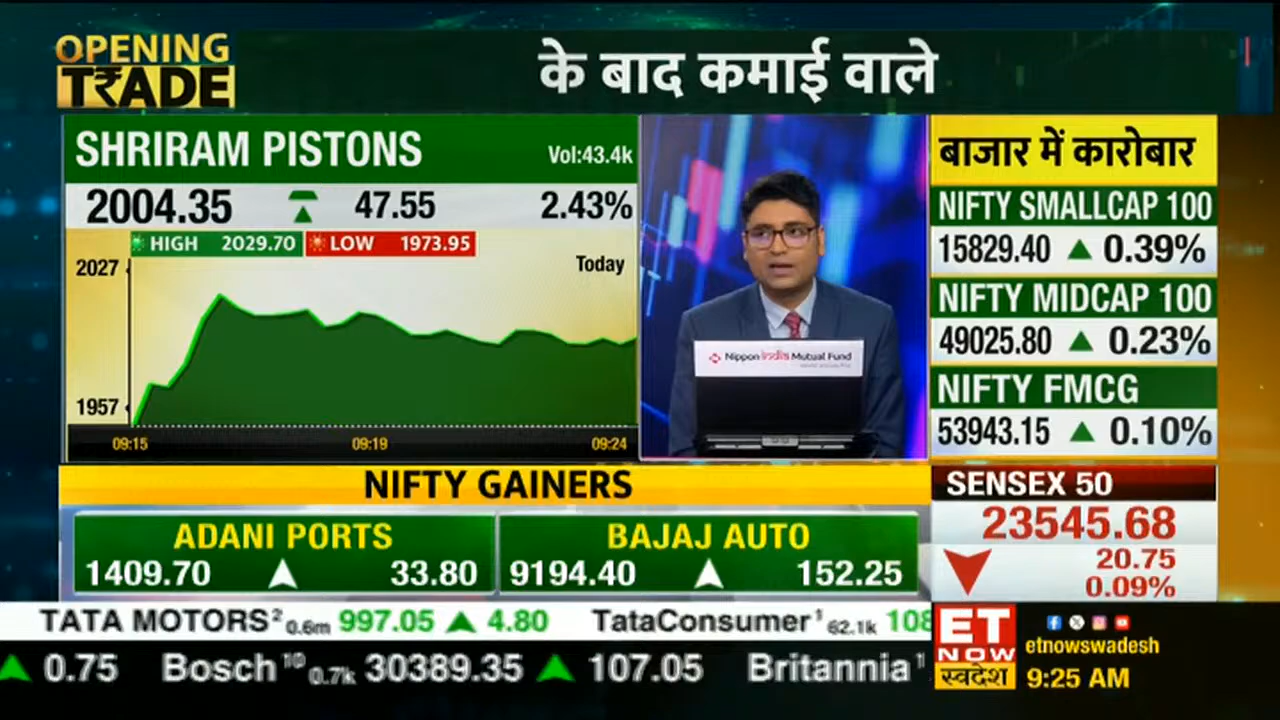 OPENING
TRADE
के बाद कमाई वाले
SHRIRAM PISTONS Vol:43.4k
2004.35 47.55 2.43%
HIGH 2029.70 LOW 1973.95
2027 Today
1957
09:15 09:19 09:24
Nippon India Mutual Fund
बाजार में कारोबार
NIFTY SMALLCAP 100
15829.40 ▲ 0.39%
NIFTY MIDCAP 100
49025.80 ▲ 0.23%
NIFTY FMCG
53943.15 ▲ 0.10%
SENSEX 50
23545.68
20.75
0.09%
NIFTY GAINERS
ADANI PORTS
1409.70 33.80
BAJAJ AUTO
9194.40 152.25
TATA MOTORS² 0.6m 997.05 ▲ 4.80 TataConsumer¹ 62.1k 108
▲ 0.75 Bosch¹⁰ 0.7k 30389.35 ▲ 107.05 Britannia¹
ET
NOW
स्वदेश
etnowswadesh
9:25 AM